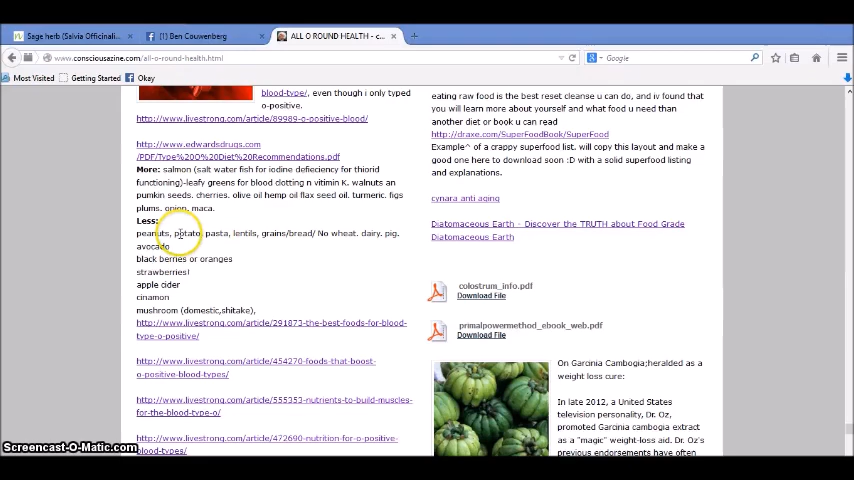 Sage herb (Salvia Officinali...
(1) Ben Couwenberg
ALL O ROUND HEALTH - c...
www.consciousazine.com/all-o-round-health.html
Google
Most Visited
Getting Started
Okay
blood-type/, even though i only typed
o-positive.
http://www.livestrong.com/article/89989-o-positive-blood/
http://www.edwardsdrugs.com
/PDF/Type%20O%20Diet%20Recommendations.pdf
More: salmon (salt water fish for iodine defieciency for thiorid
functioning)-leafy greens for blood clotting n vitimin K. walnuts an
pumkin seeds. cherries. olive oil hemp oil flax seed oil. turmeric. figs
plums. onion, maca.
Less:
peanuts, potato, pasta, lentils, grains/bread/ No wheat. dairy. pig.
avocado
black berries or oranges
strawberries!
apple cider
cinamon
mushroom (domestic,shitake),
http://www.livestrong.com/article/291873-the-best-foods-for-blood-
type-o-positive/
http://www.livestrong.com/article/454270-foods-that-boost-
o-positive-blood-types/
http://www.livestrong.com/article/555353-nutrients-to-build-muscles-
for-the-blood-type-o/
http://www.livestrong.com/article/472690-nutrition-for-o-positive-
blood-types/
eating raw food is the best reset cleanse u can do, and iv found that
you will learn more about yourself and what food u need than
another diet or book u can read
http://draxe.com/SuperFoodBook/SuperFood
Example^ of a crappy superfood list. will copy this layout and make a
good one here to download soon :D with a solid superfood listing
and explanations.
cynara anti aging
Diatomaceous Earth - Discover the TRUTH about Food Grade
Diatomaceous Earth
colostrum_info.pdf
Download File
primalpowermethod_ebook_web.pdf
Download File
On Garcinia Cambogia;heralded as a
weight loss cure:
In late 2012, a United States
television personality, Dr. Oz,
promoted Garcinia cambogia
extract as a "magic" weight-loss aid. Dr. Oz's
previous endorsements have often
Screencast-O-Matic.com